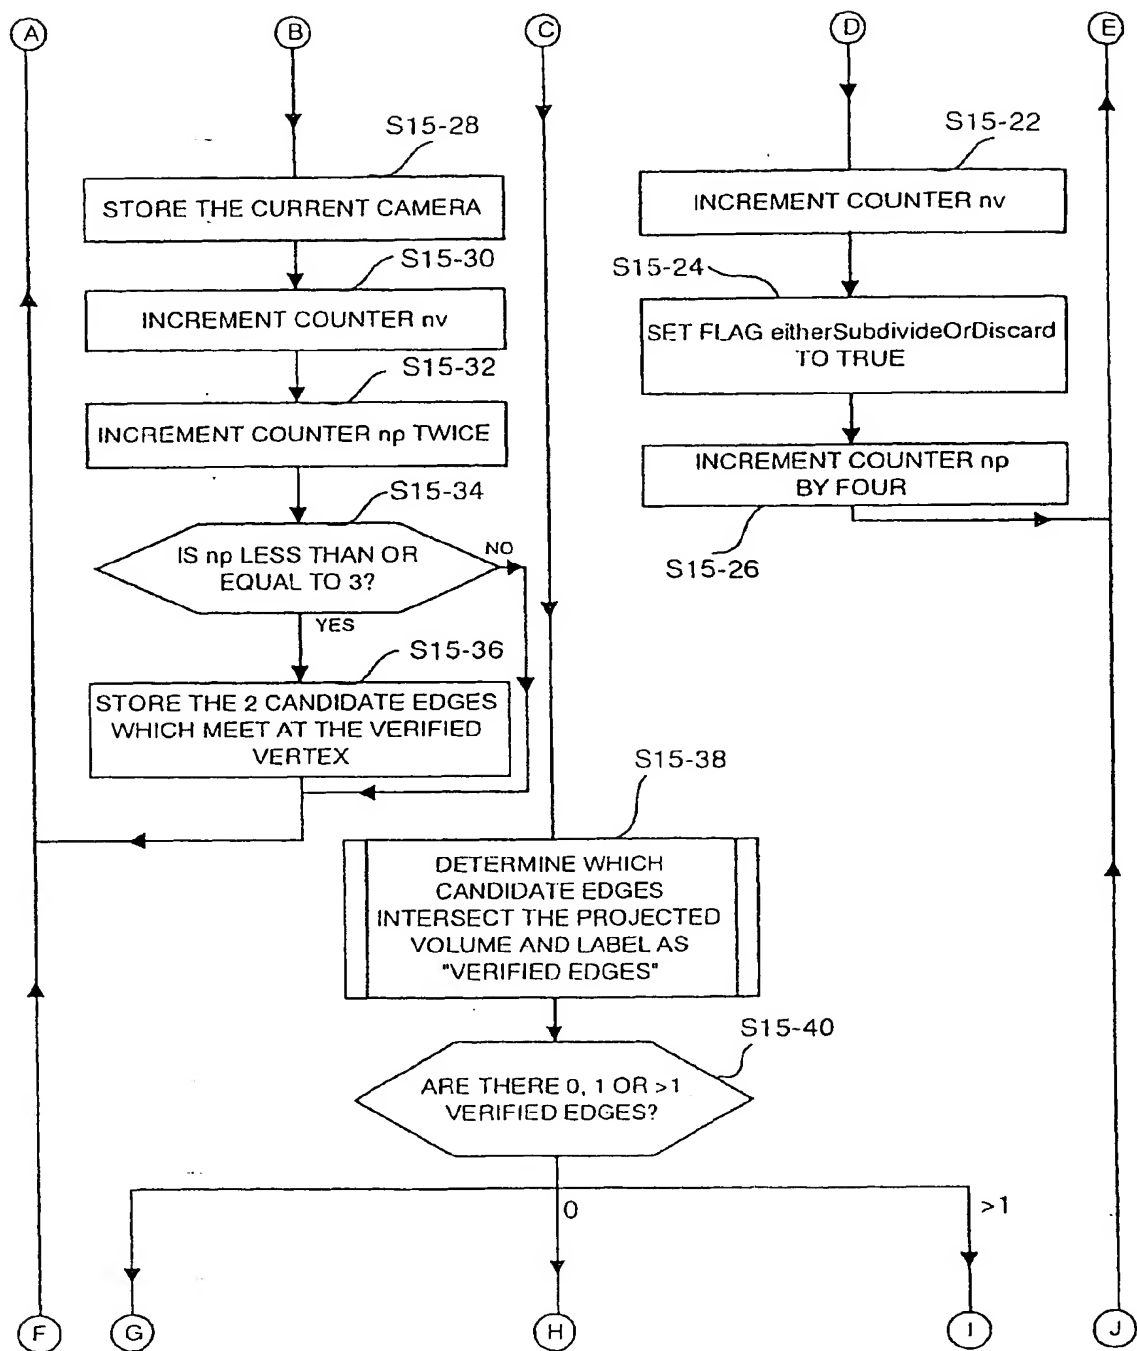 A
B
C
D
E
S15-28
STORE THE CURRENT CAMERA
S15-30
INCREMENT COUNTER nv
S15-32
INCREMENT COUNTER np TWICE
S15-34
IS np LESS THAN OR
EQUAL TO 3?
NO
YES
S15-36
STORE THE 2 CANDIDATE EDGES
WHICH MEET AT THE VERIFIED
VERTEX
S15-22
INCREMENT COUNTER nv
S15-24
SET FLAG eitherSubdivideOrDiscard
TO TRUE
INCREMENT COUNTER np
BY FOUR
S15-26
S15-38
DETERMINE WHICH
CANDIDATE EDGES
INTERSECT THE PROJECTED
VOLUME AND LABEL AS
"VERIFIED EDGES"
S15-40
ARE THERE 0, 1 OR >1
VERIFIED EDGES?
0
>1
F
G
H
I
J